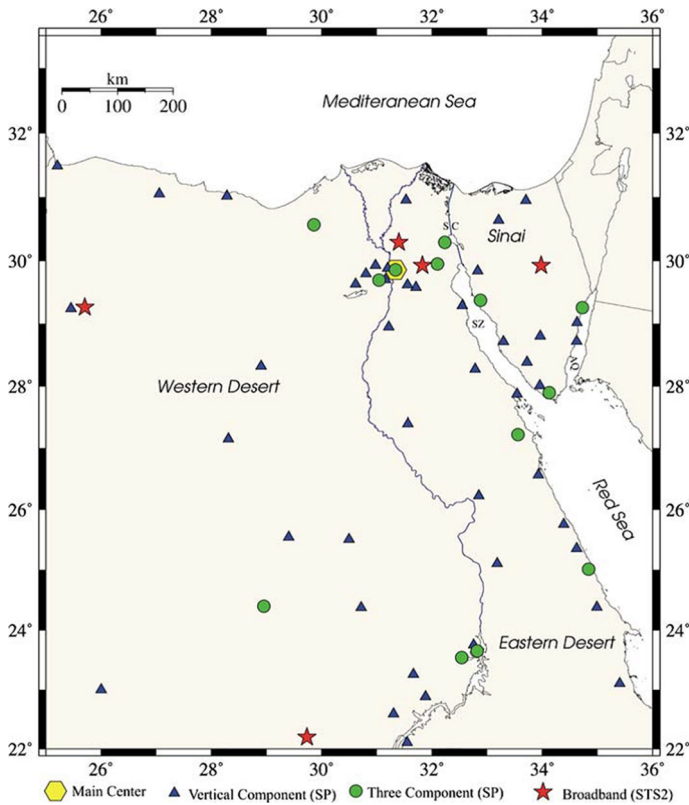 26° 28° 30° 32° 34° 36°
km
0 100 200
Mediteranean Sea
32° 32°
SC
Sinai
30° 30°
SZ
AQ
28° 28°
Western Desert
Red Sea
26° 26°
24° 24°
Eastern Desert
22° 22°
26° 28° 30° 32° 34° 36°
Main Center Vertical Component (SP) Three Component (SP) Broadband (STS2)